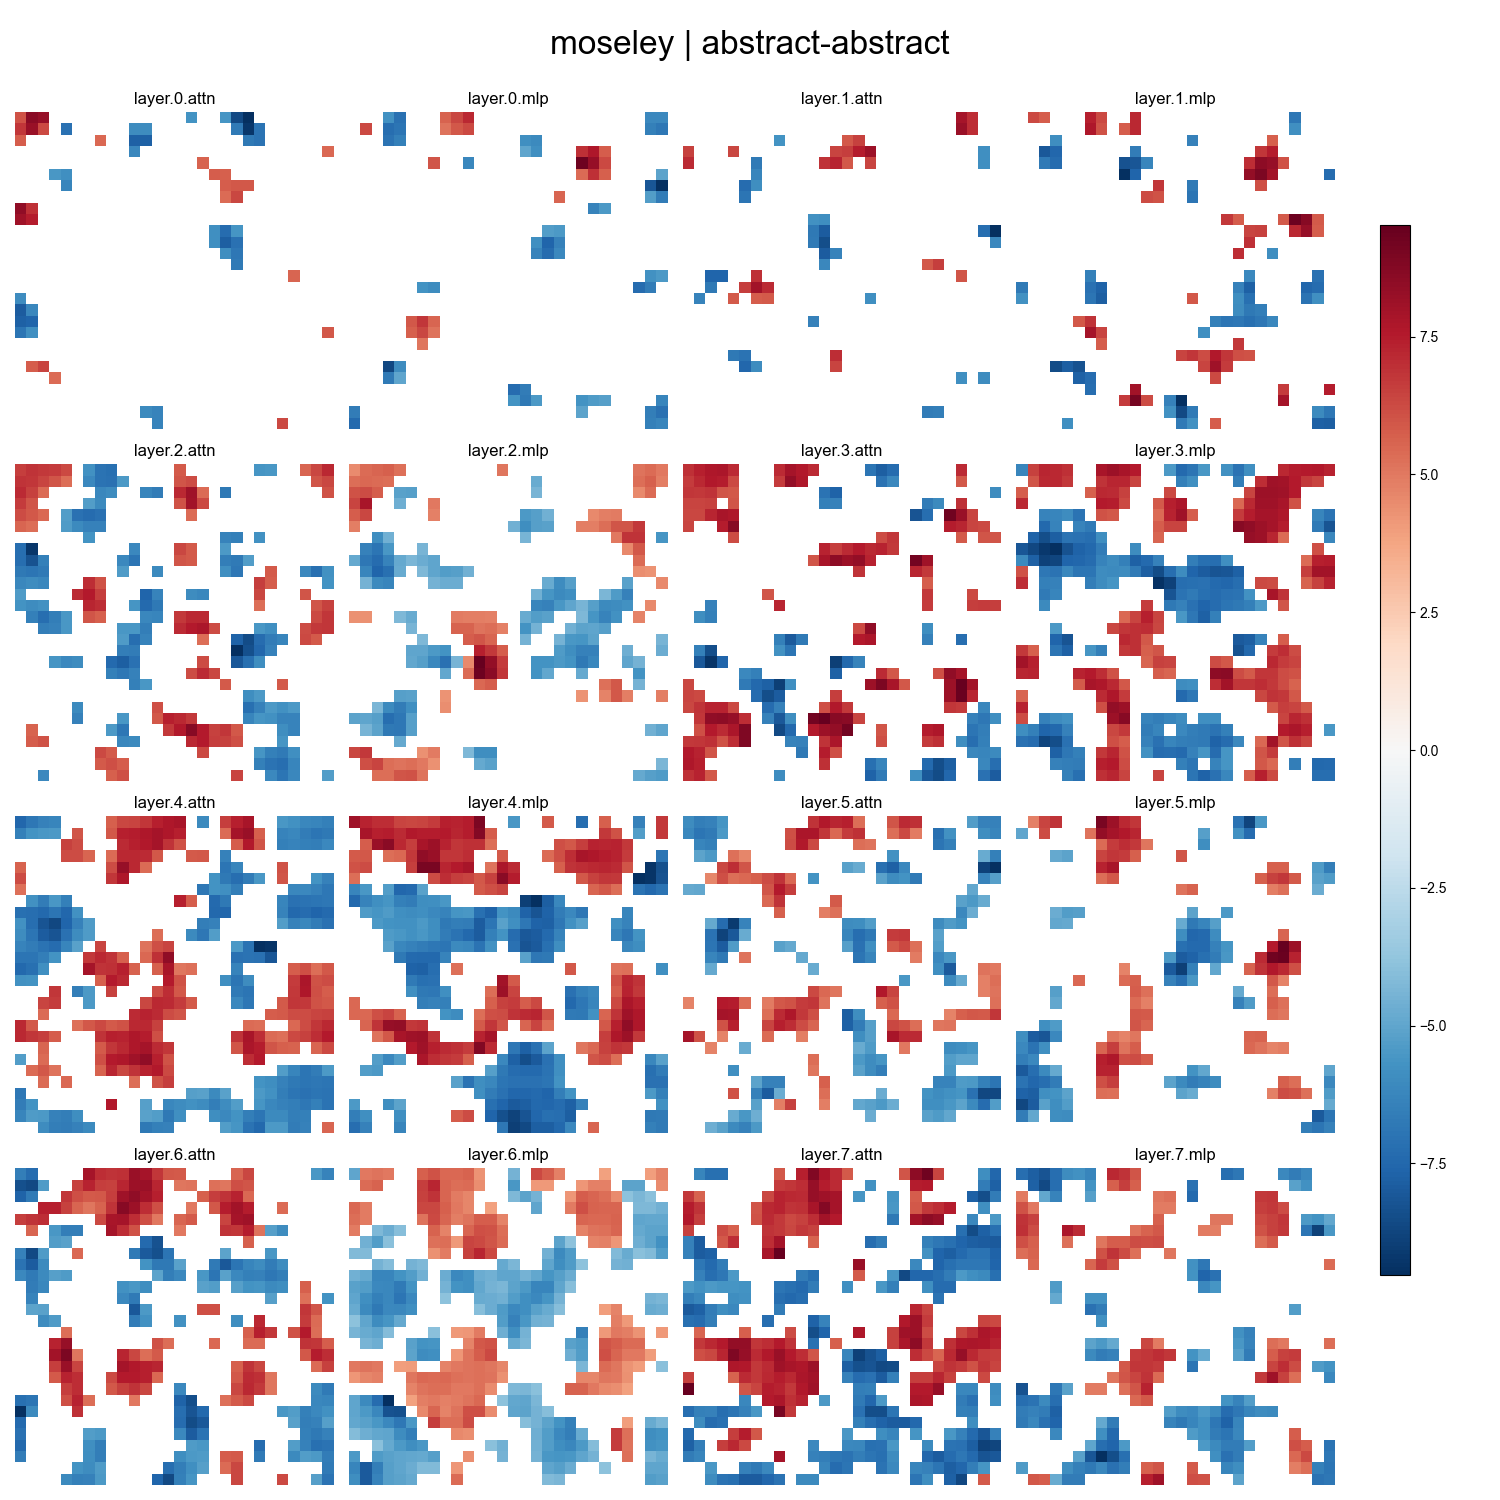 moseley | abstract-abstract
layer.0.attn layer.0.mlp layer.1.attn layer.1.mlp
layer.2.attn layer.2.mlp layer.3.attn layer.3.mlp
layer.4.attn layer.4.mlp layer.5.attn layer.5.mlp
layer.6.attn layer.6.mlp layer.7.attn layer.7.mlp
7.5
5.0
2.5
0.0
−2.5
−5.0
−7.5